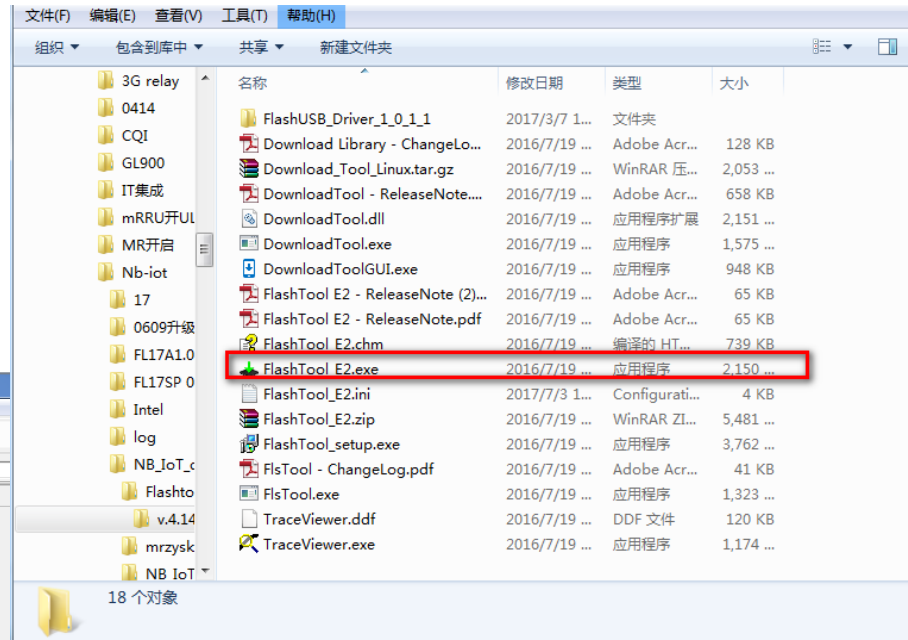 文件(F) 编辑(E) 查看(V) 工具(T) 帮助(H)
组织 包含到库中 共享 新建文件夹
3G relay
0414
CQI
GL900
IT集成
mRRU开UL
MR开启
Nb-iot
17
0609升级
FL17A1.0
FL17SP 0
Intel
log
NB_IoT_c
Flashto
v.4.14
mrzysk
NB IoT
名称 修改日期 类型 大小
FlashUSB_Driver_1_0_1_1 2017/3/7 1... 文件夹
Download Library - ChangeLo... 2016/7/19 ... Adobe Acr... 128 KB
Download_Tool_Linux.tar.gz 2016/7/19 ... WinRAR 压... 2,053 ...
DownloadTool - ReleaseNote.... 2016/7/19 ... Adobe Acr... 658 KB
DownloadTool.dll 2016/7/19 ... 应用程序扩展 2,151 ...
DownloadTool.exe 2016/7/19 ... 应用程序 1,575 ...
DownloadToolGUI.exe 2016/7/19 ... 应用程序 948 KB
FlashTool E2 - ReleaseNote (2)... 2016/7/19 ... Adobe Acr... 65 KB
FlashTool E2 - ReleaseNote.pdf 2016/7/19 ... Adobe Acr... 65 KB
FlashTool_E2.chm 2016/7/19 ... 编译的 HT... 739 KB
FlashTool_E2.exe 2016/7/19 ... 应用程序 2,150 ...
FlashTool_E2.ini 2017/7/3 1... Configurati... 4 KB
FlashTool_E2.zip 2016/7/19 ... WinRAR ZI... 5,481 ...
FlashTool_setup.exe 2016/7/19 ... 应用程序 3,762 ...
FlsTool - ChangeLog.pdf 2016/7/19 ... Adobe Acr... 41 KB
FlsTool.exe 2016/7/19 ... 应用程序 1,323 ...
TraceViewer.ddf 2016/7/19 ... DDF 文件 120 KB
TraceViewer.exe 2016/7/19 ... 应用程序 1,174 ...
18 个对象